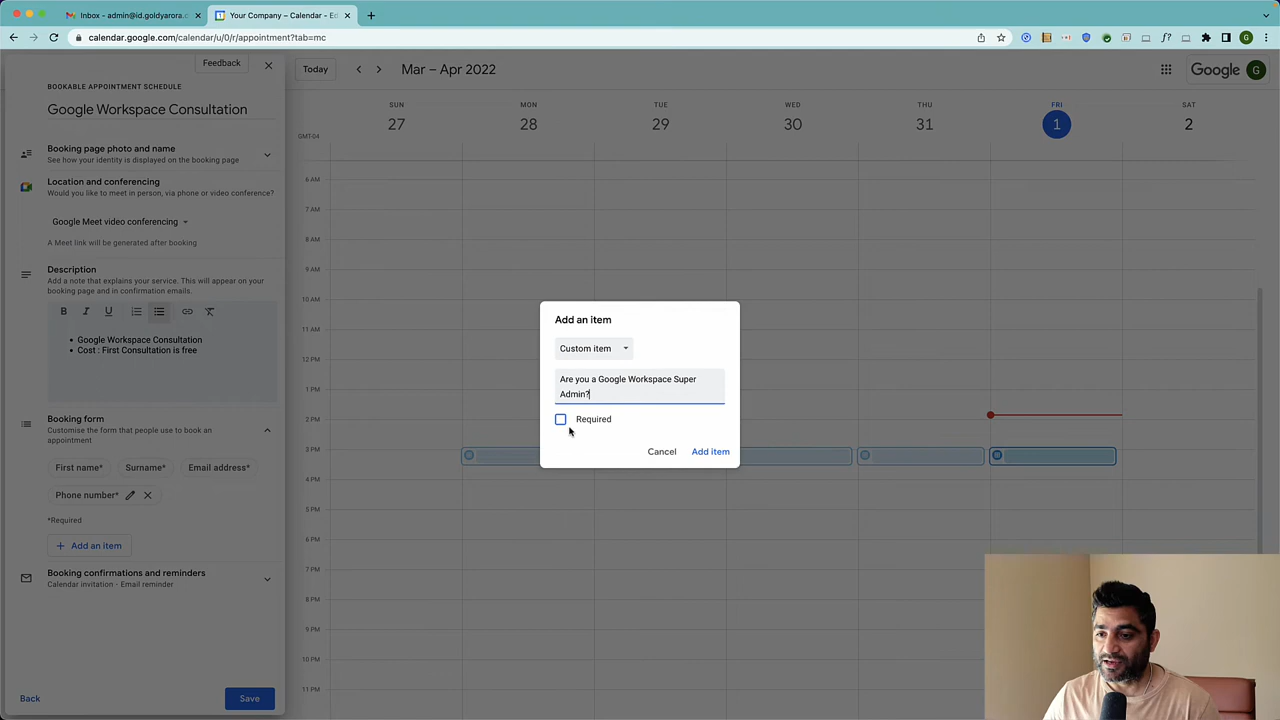 Inbox - admin@id.goldyarora.c
Your Company – Calendar - Ed
calendar.google.com/calendar/u/0/r/appointment?tab=mc
Feedback
BOOKABLE APPOINTMENT SCHEDULE
Google Workspace Consultation
Booking page photo and name
See how your identity is displayed on the booking page
Location and conferencing
Would you like to meet in person, via phone or video conference?
Google Meet video conferencing
A Meet link will be generated after booking
Description
Add a note that explains your service. This will appear on your
booking page and in confirmation emails.
B I U
• Google Workspace Consultation
• Cost : First Consultation is free
Booking form
Customise the form that people use to book an
appointment
First name* Surname* Email address*
Phone number*
*Required
+ Add an item
Booking confirmations and reminders
Calendar invitation - Email reminder
Back
Save
Today
Mar – Apr 2022
Google
G
GMT-04
SUN
27
MON
28
TUE
29
WED
30
THU
31
FRI
1
SAT
2
6 AM
7 AM
8 AM
9 AM
10 AM
11 AM
12 PM
1 PM
2 PM
3 PM
4 PM
5 PM
6 PM
7 PM
8 PM
9 PM
10 PM
11 PM
Add an item
Custom item
Are you a Google Workspace Super
Admin?
Required
Cancel
Add item